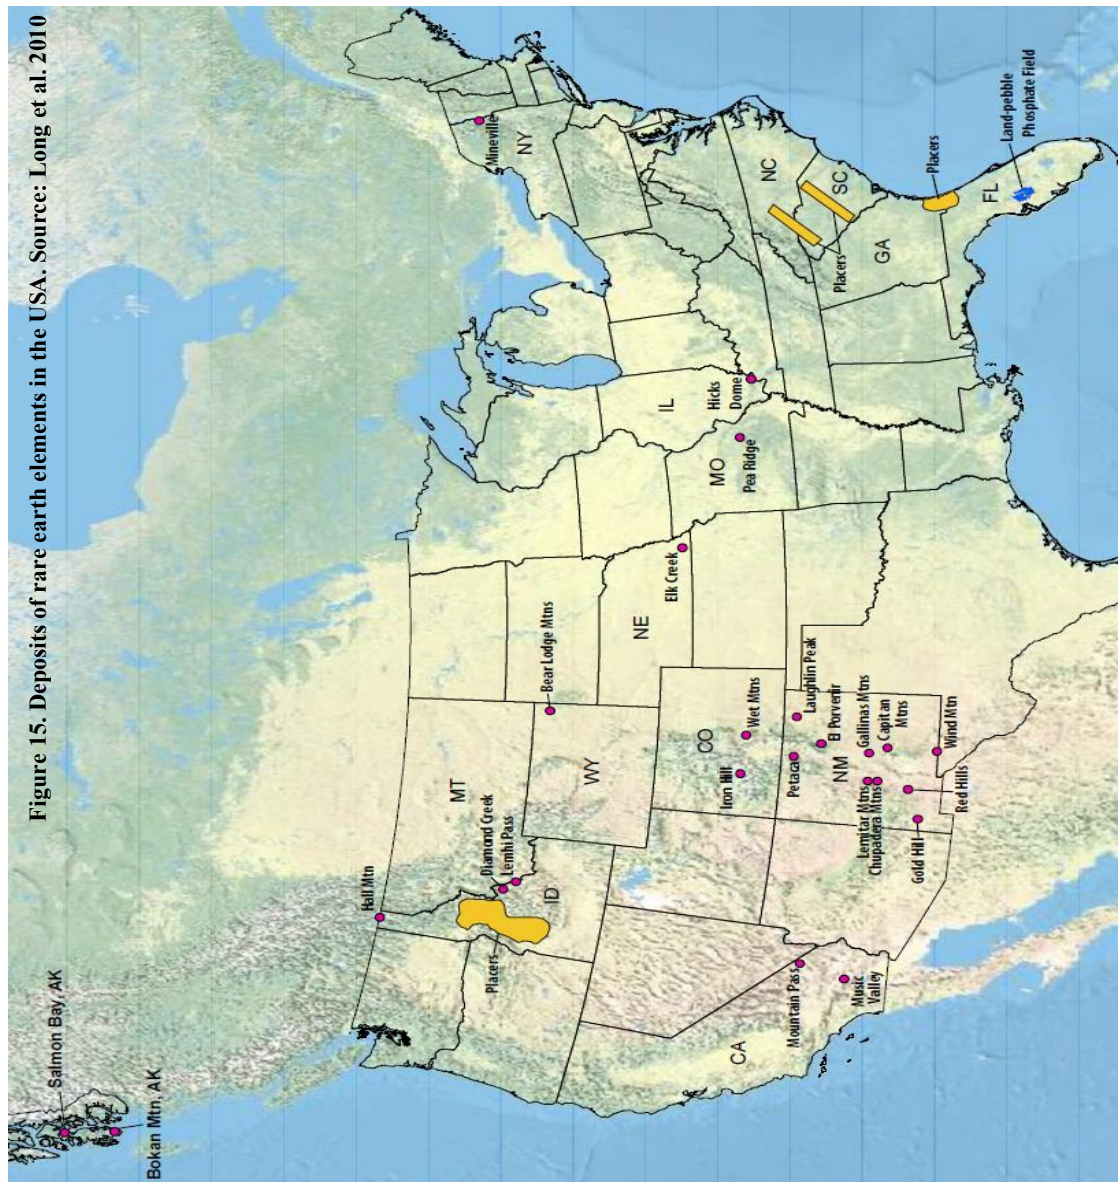 Figure 15. Deposits of rare earth elements in the USA. Source: Long et al. 2010
Salmon Bay, AK
Bokan Mtn, AK
Hall Mtn
MT
Diamond Creek
Lemhi Pass
ID
Placers
WY
Bear Lodge Mtns
NE
Elk Creek
CA
Mountain Pass
Music
Valley
CO
Iron Hill
Wet Mtns
NM
Petaca
Laughlin Peak
El Porvenir
Gallinas Mtns
Capitan
Mtns
Lemitar Mtns
Chupadera Mtns
Gold Hill
Red Hills
Wind Mtn
MO
Pea Ridge
IL
Hicks
Dome
NY
Mineville
NC
SC
GA
Placers
Placers
FL
Land-pebble
Phosphate Field